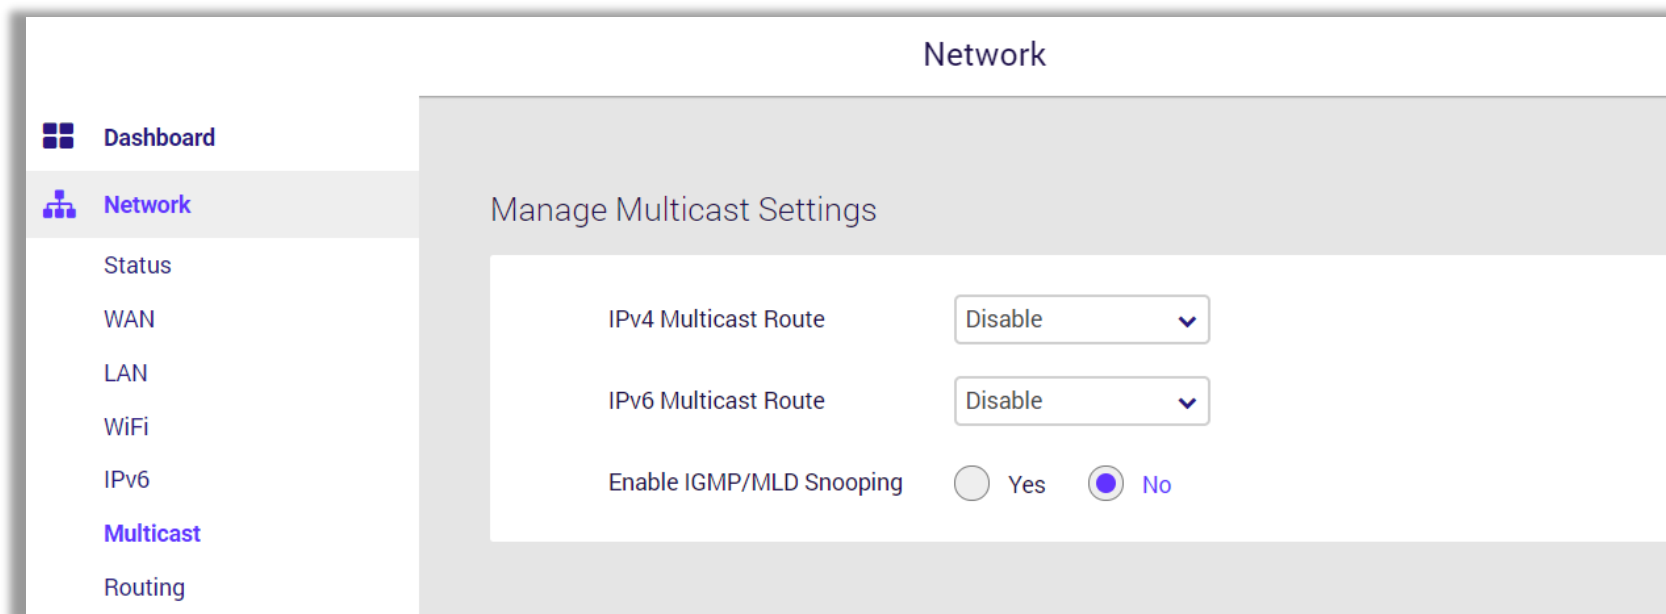 Network
Dashboard
Network
Status
WAN
LAN
WiFi
IPv6
Multicast
Routing
Manage Multicast Settings
IPv4 Multicast Route Disable
IPv6 Multicast Route Disable
Enable IGMP/MLD Snooping Yes No